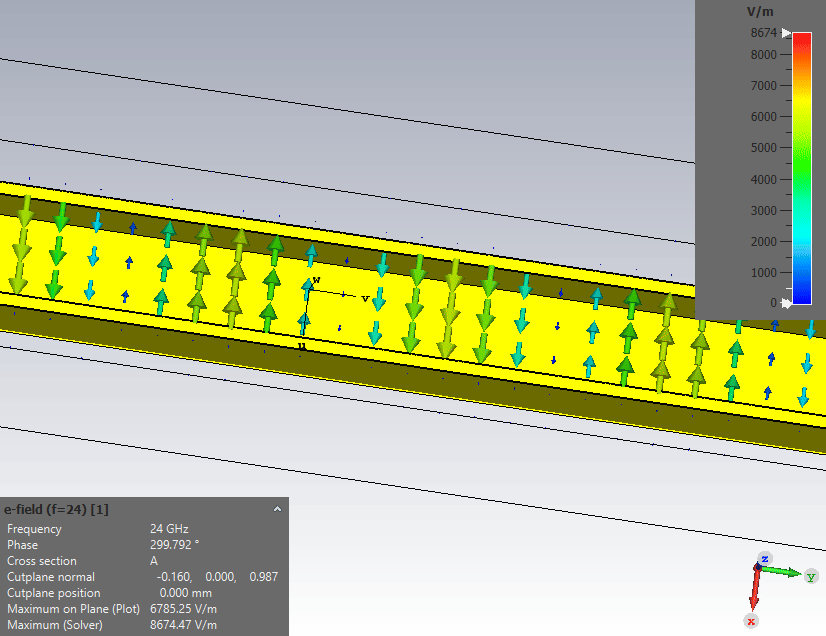 V/m
8674
8000
7000
6000
5000
4000
3000
2000
1000
0
w
v
u
e-field (f=24) [1]
Frequency 24 GHz
Phase 299.792 °
Cross section A
Cutplane normal -0.160, 0.000, 0.987
Cutplane position 0.000 mm
Maximum on Plane (Plot) 6785.25 V/m
Maximum (Solver) 8674.47 V/m
z
y
x